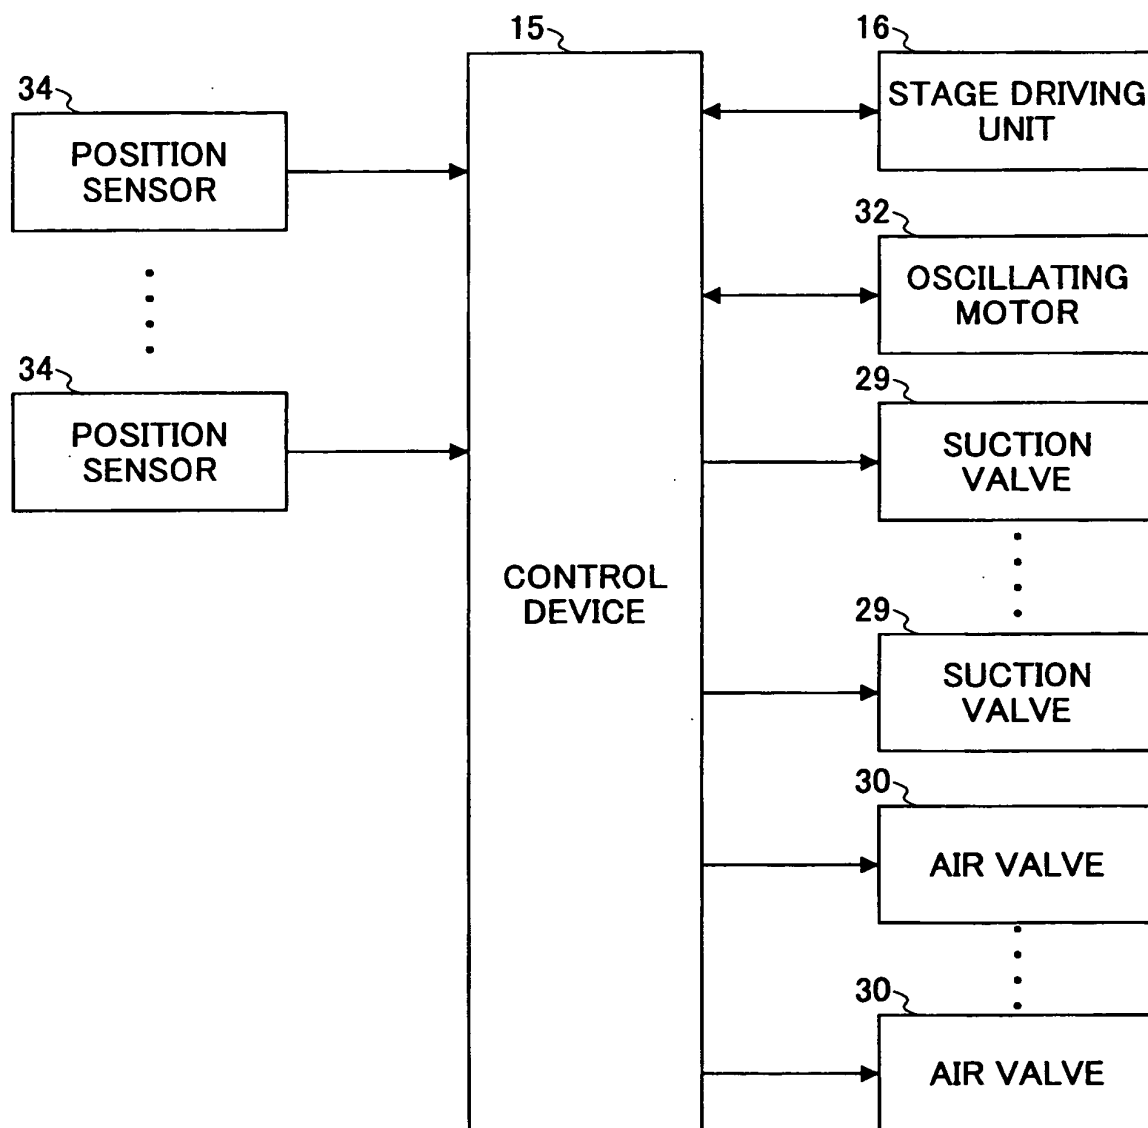 34
POSITION
SENSOR
34
POSITION
SENSOR
15
CONTROL
DEVICE
16
STAGE DRIVING
UNIT
32
OSCILLATING
MOTOR
29
SUCTION
VALVE
29
SUCTION
VALVE
30
AIR VALVE
30
AIR VALVE